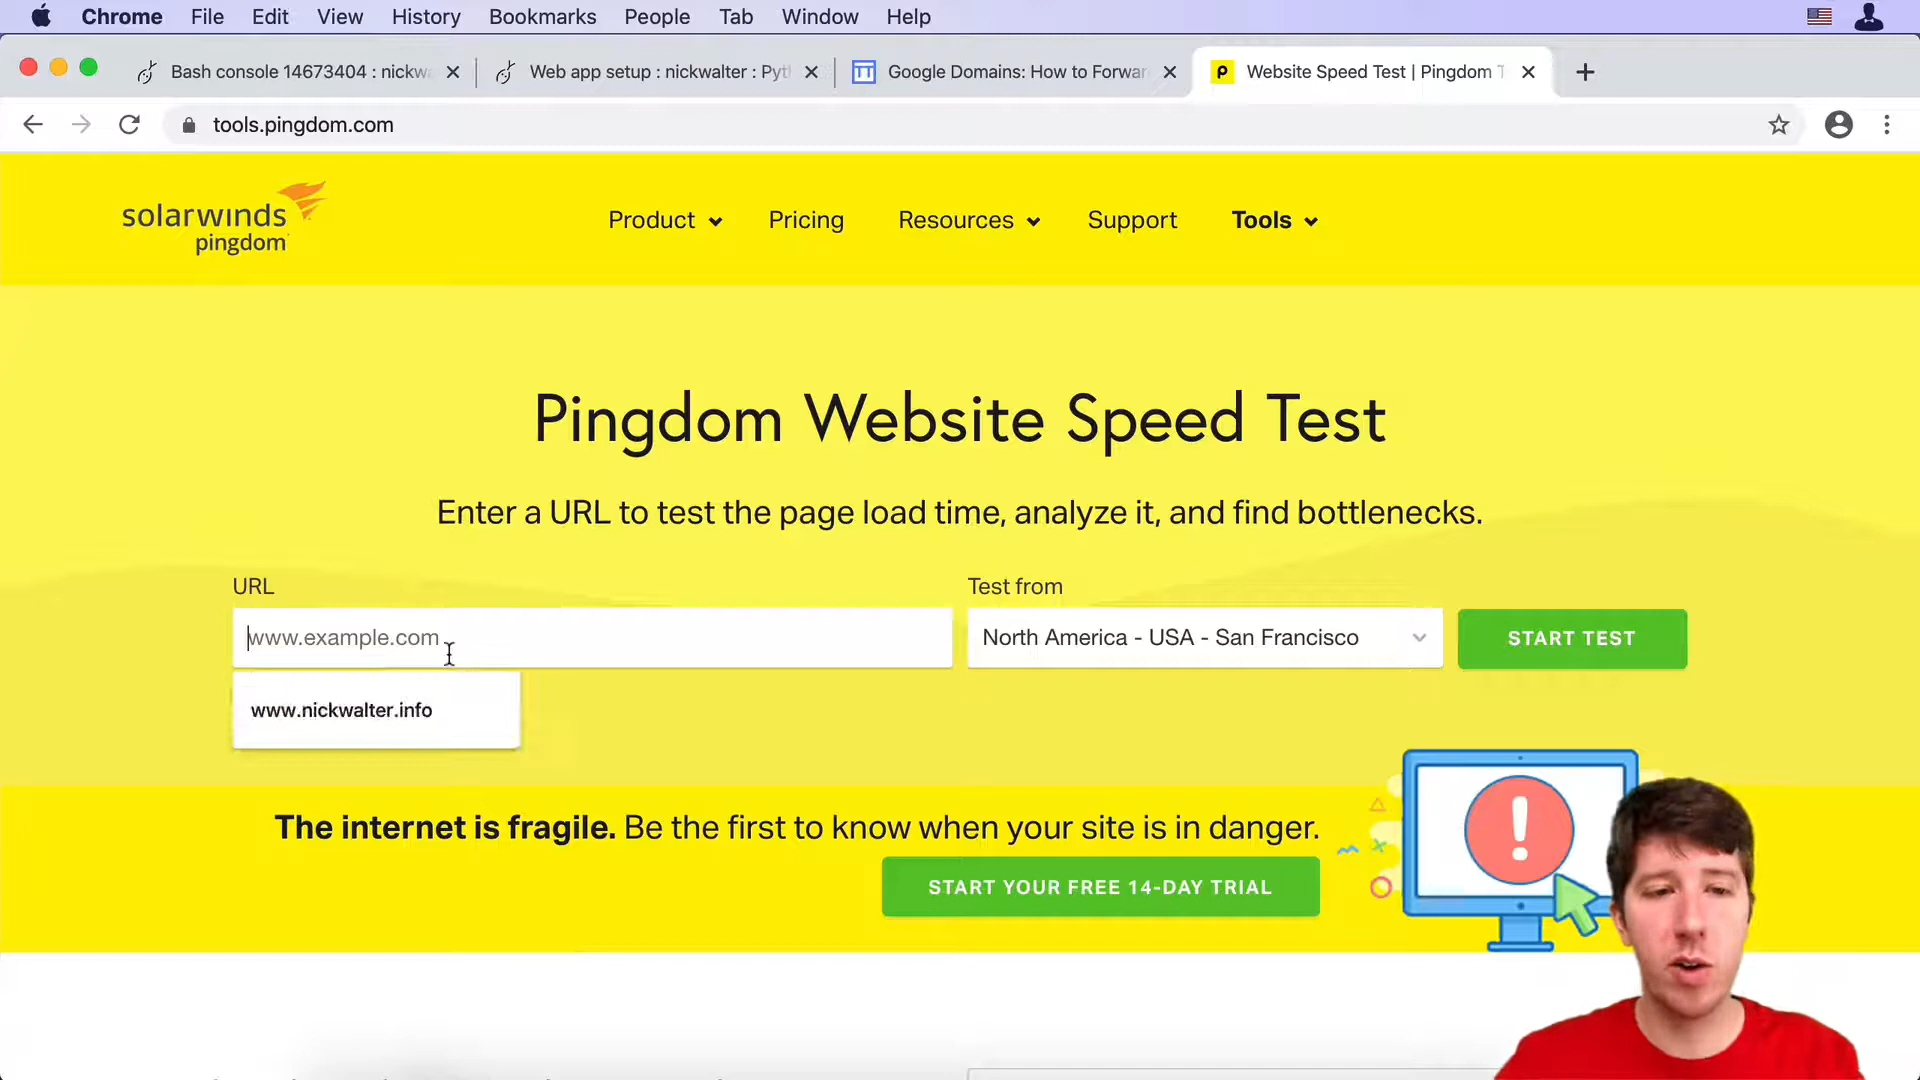 Chrome File Edit View History Bookmarks People Tab Window Help
Bash console 14673404 : nickwa
Web app setup : nickwalter : Pyt
Google Domains: How to Forwar
Website Speed Test | Pingdom T
tools.pingdom.com
solarwinds
pingdom
Product Pricing Resources Support Tools
Pingdom Website Speed Test
Enter a URL to test the page load time, analyze it, and find bottlenecks.
URL
Test from
www.example.com
North America - USA - San Francisco
START TEST
www.nickwalter.info
The internet is fragile. Be the first to know when your site is in danger.
START YOUR FREE 14-DAY TRIAL